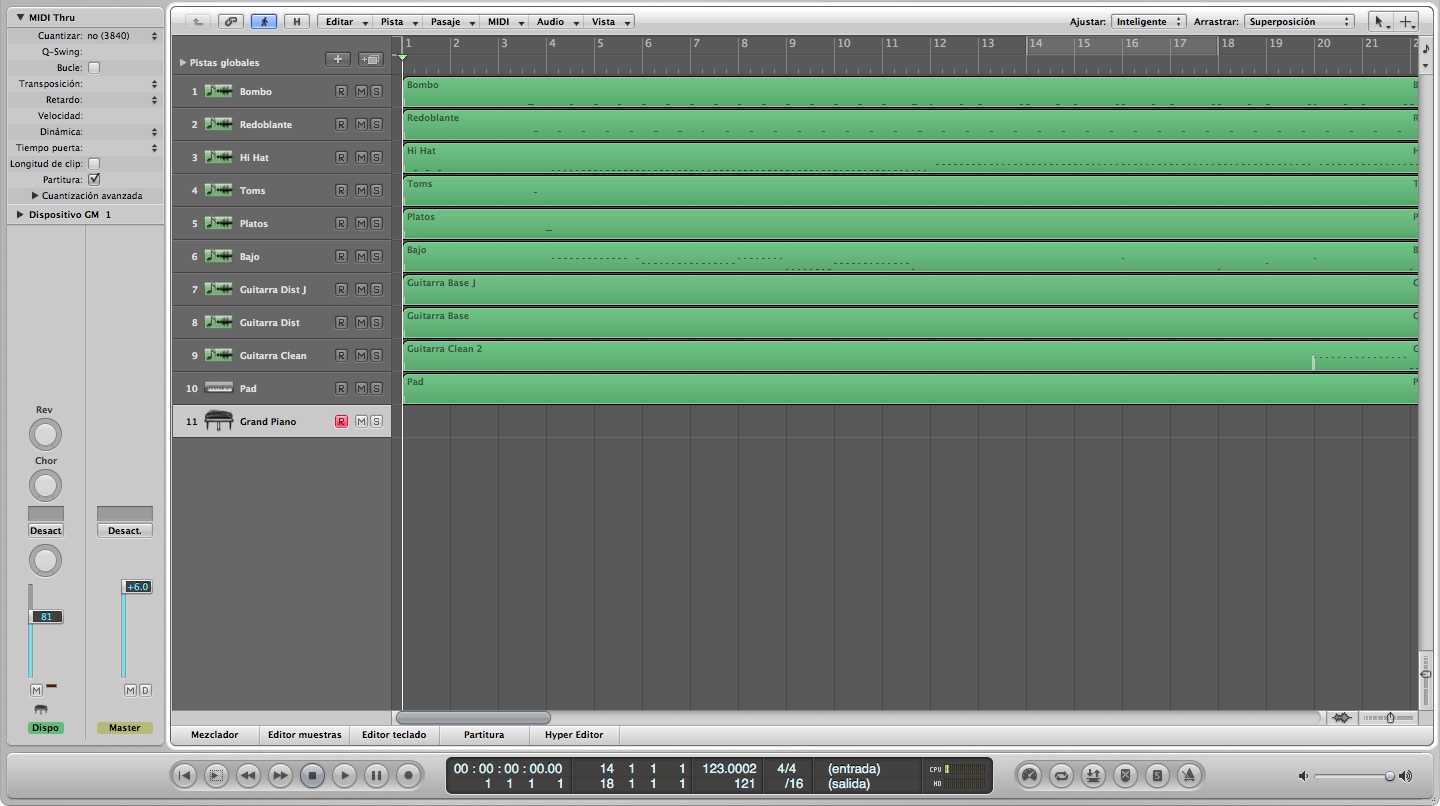 MIDI Thru
Cuantizar: no (3840)
Q-Swing:
Bucle:
Transposición:
Retardo:
Velocidad:
Dinámica:
Tiempo puerta:
Longitud de clip:
Partitura:
Cuantización avanzada
Dispositivo GM 1
Rev
Chor
Desact Desact.
+6.0
81
M M D
Dispo Master
H Editar Pista Pasaje MIDI Audio Vista Ajustar: Inteligente Arrastrar: Superposición
1 2 3 4 5 6 7 8 9 10 11 12 13 14 15 16 17 18 19 20 21
Pistas globales
1 Bombo R M S Bombo
2 Redoblante R M S Redoblante
3 Hi Hat R M S Hi Hat
4 Toms R M S Toms
5 Platos R M S Platos
6 Bajo R M S Bajo
7 Guitarra Dist J R M S Guitarra Base J
8 Guitarra Dist R M S Guitarra Base
9 Guitarra Clean R M S Guitarra Clean 2
10 Pad R M S Pad
11 Grand Piano R M S
Mezclador Editor muestras Editor teclado Partitura Hyper Editor
00 : 00 : 00 : 00.00 14 1 1 1 123.0002 4/4 (entrada) CPU
1 1 1 1 18 1 1 1 121 /16 (salida) HD
S